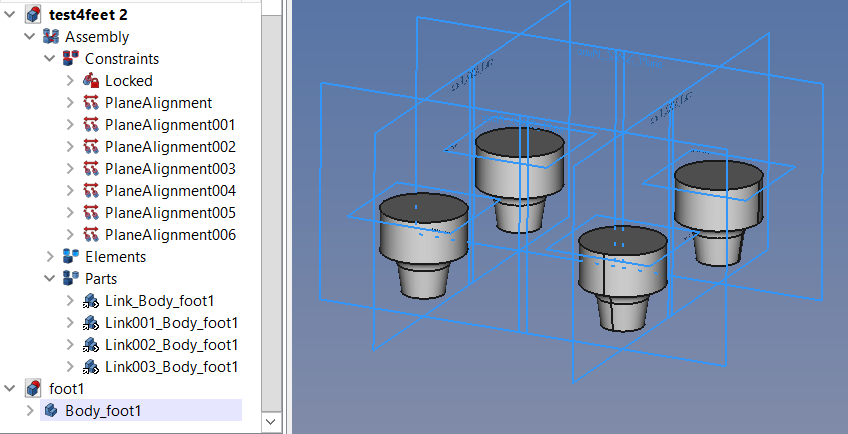 test4feet 2
Assembly
Constraints
Locked
PlaneAlignment
PlaneAlignment001
PlaneAlignment002
PlaneAlignment003
PlaneAlignment004
PlaneAlignment005
PlaneAlignment006
Elements
Parts
Link_Body_foot1
Link001_Body_foot1
Link002_Body_foot1
Link003_Body_foot1
foot1
Body_foot1